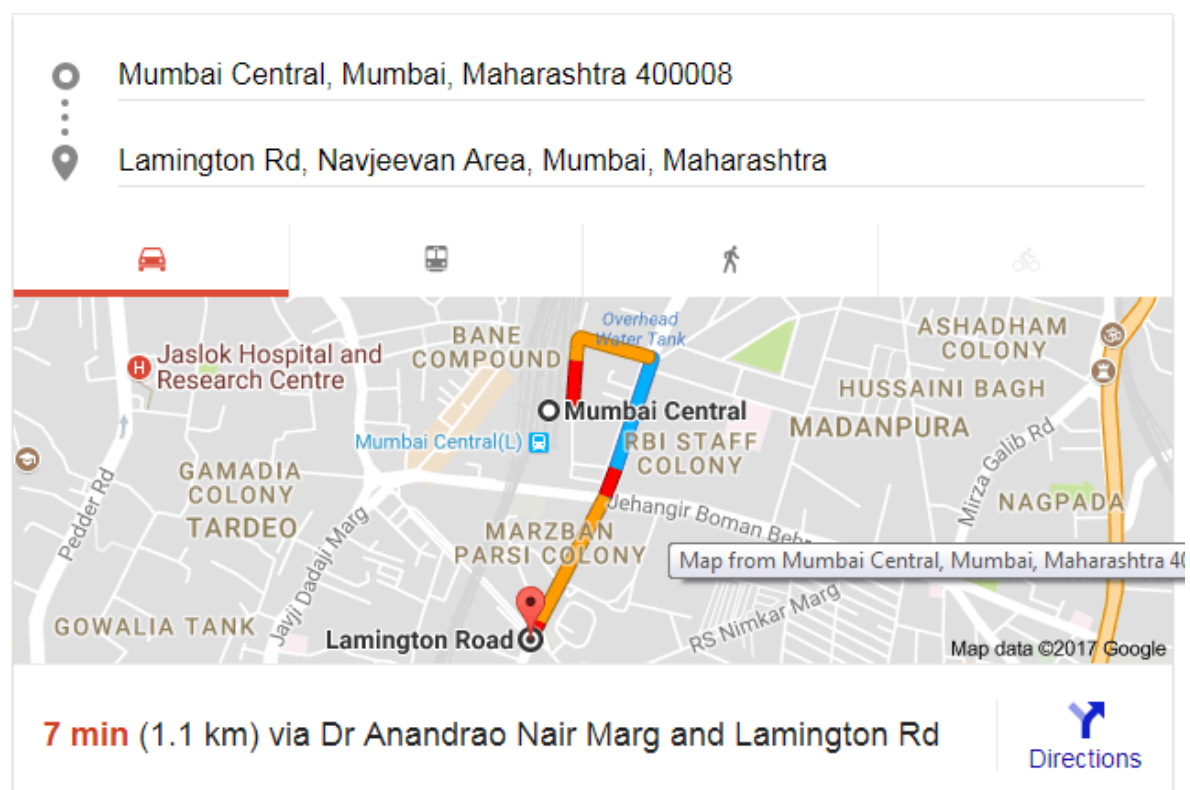 Mumbai Central, Mumbai, Maharashtra 400008
Lamington Rd, Navjeevan Area, Mumbai, Maharashtra
Overhead
Water Tank
BANE
COMPOUND
ASHADHAM
COLONY
H
Jaslok Hospital and
Research Centre
HUSSAINI BAGH
Mumbai Central
MADANPURA
Mumbai Central(L)
RBI STAFF
COLONY
Mirza Galib Rd
GAMADIA
COLONY
TARDEO
Pedder Rd
NAGPADA
Jehangir Boman Behr
MARZBAN
PARSI COLONY
Javji Dadaji Marg
Map from Mumbai Central, Mumbai, Maharashtra 40
GOWALIA TANK
Lamington Road
RS Nimkar Marg
Map data ©2017 Google
7 min (1.1 km) via Dr Anandrao Nair Marg and Lamington Rd
Directions